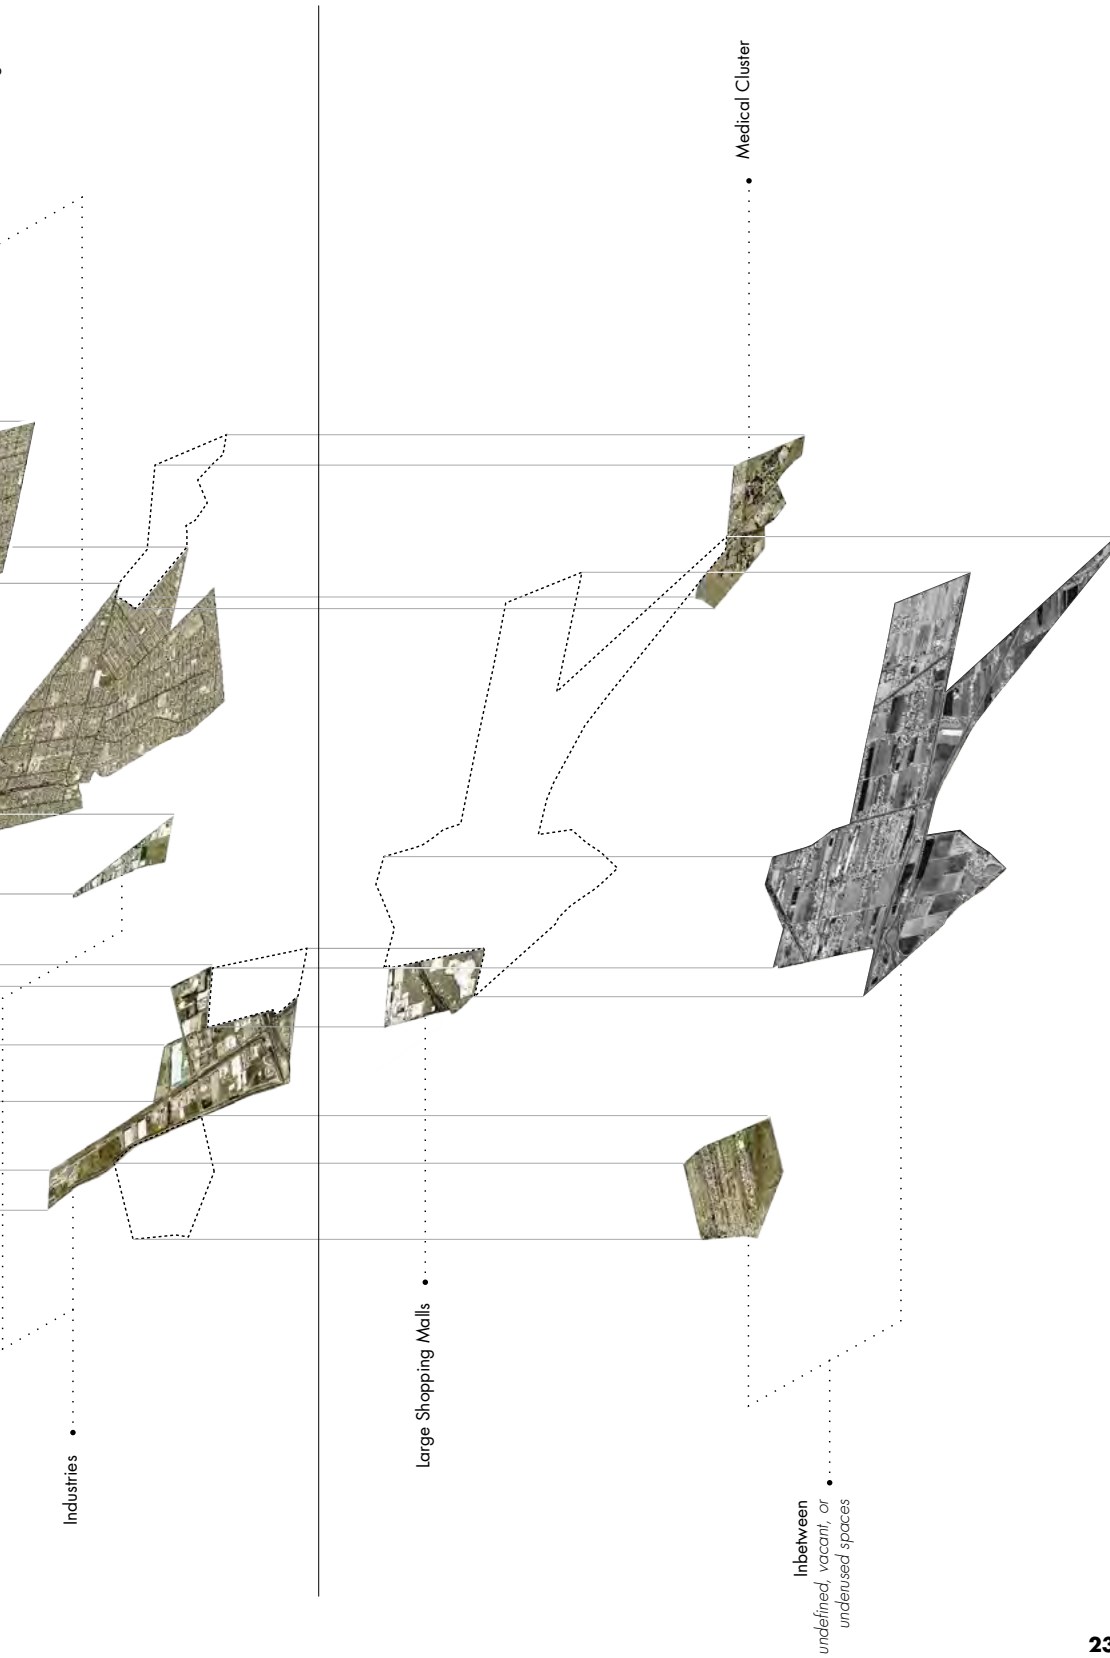 Medical Cluster
Large Shopping Malls
Industries
Inbetween
undefined, vacant, or
underused spaces
23